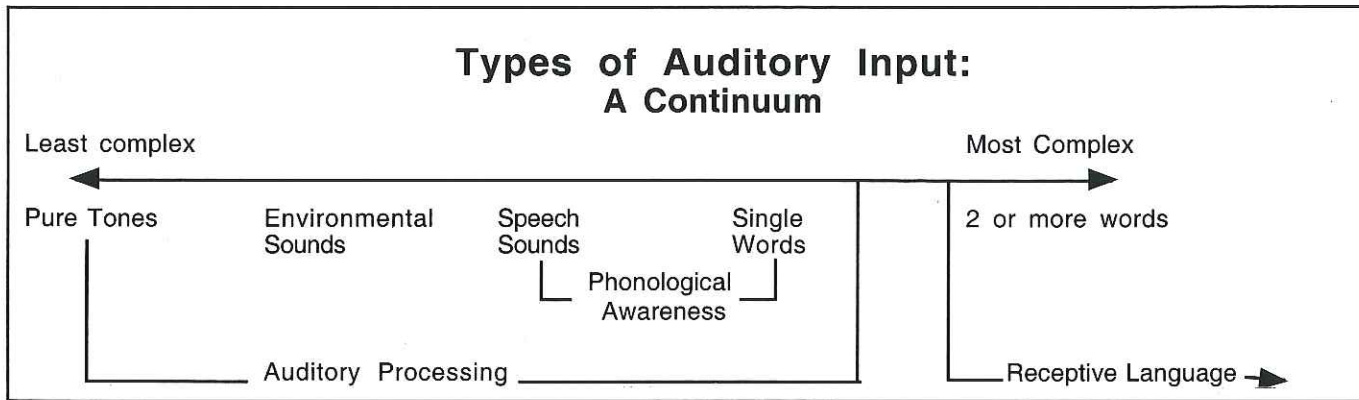 Types of Auditory Input:
A Continuum
Least complex
Most Complex
Pure Tones
Environmental
Sounds
Speech
Sounds
Single
Words
2 or more words
Phonological
Awareness
Auditory Processing
Receptive Language